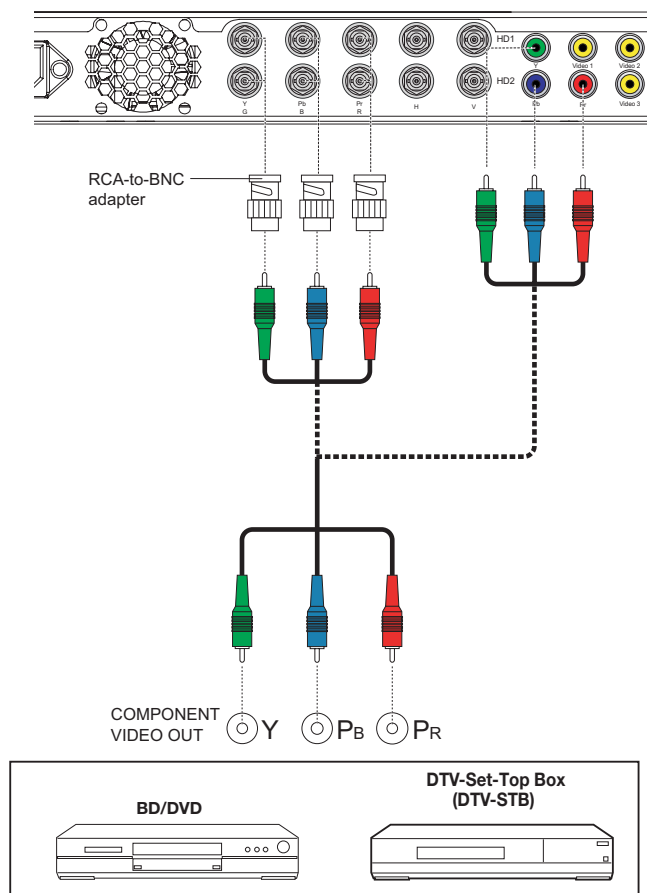 HD1
HD2
Y
Video 1
Video 2
Pb
Pr
Video 3
Y
G
Pb
B
Pr
R
H
V
RCA-to-BNC
adapter
COMPONENT
VIDEO OUT
Y
PB
PR
BD/DVD
DTV-Set-Top Box
(DTV-STB)